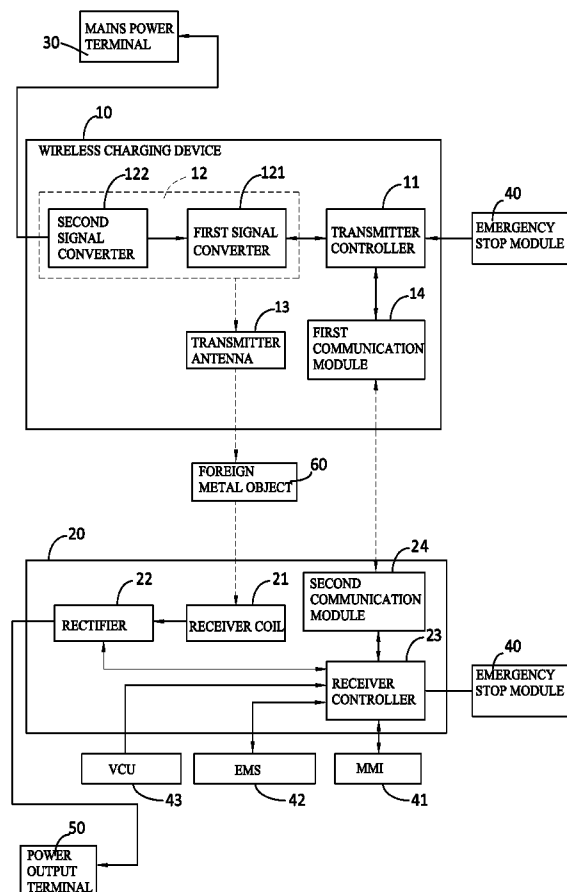 MAINS POWER
TERMINAL
30
10
WIRELESS CHARGING DEVICE
12
122
121
11
40
SECOND
SIGNAL
CONVERTER
FIRST SIGNAL
CONVERTER
TRANSMITTER
CONTROLLER
EMERGENCY
STOP MODULE
13
14
TRANSMITTER
ANTENNA
FIRST
COMMUNICATION
MODULE
FOREIGN
METAL OBJECT
60
20
24
22
21
SECOND
COMMUNICATION
MODULE
RECTIFIER
RECEIVER COIL
23
40
RECEIVER
CONTROLLER
EMERGENCY
STOP MODULE
VCU
EMS
MMI
43
42
41
50
POWER
OUTPUT
TERMINAL